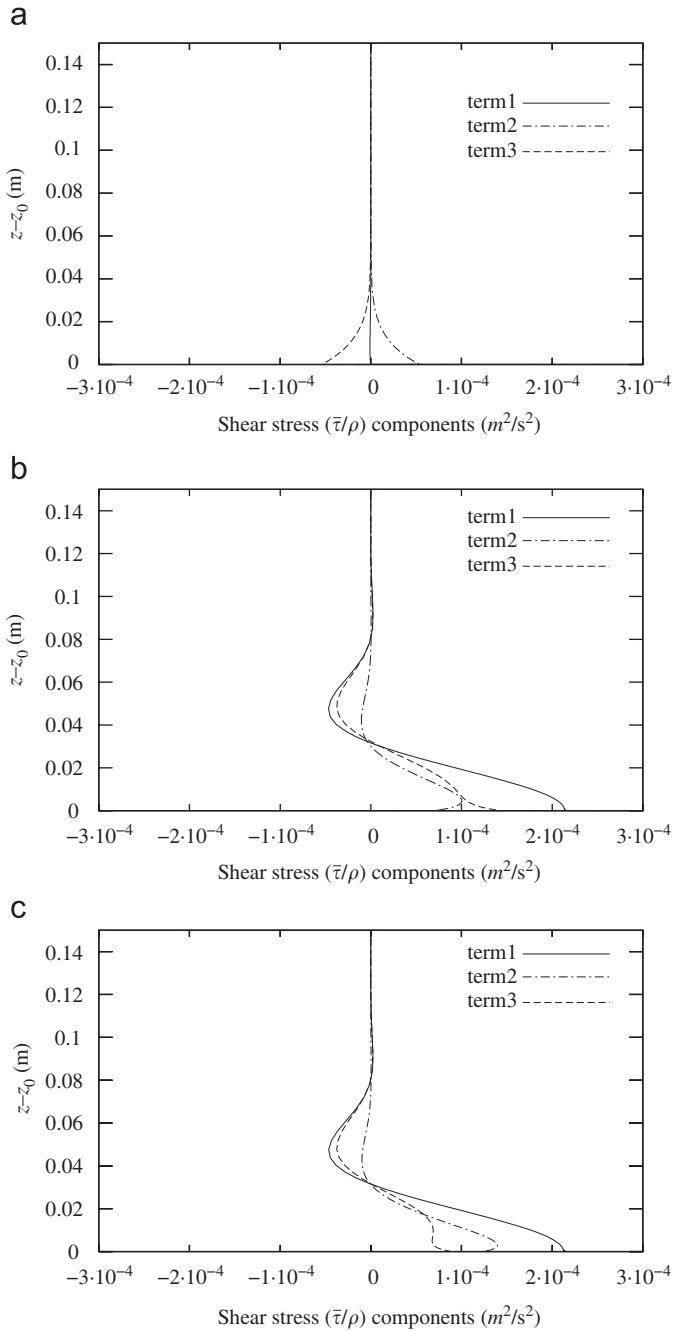 a
0.14
0.12
0.1
0.08
0.06
0.04
0.02
0
z–z₀ (m)
term1
term2
term3
−3·10⁻⁴ −2·10⁻⁴ −1·10⁻⁴ 0 1·10⁻⁴ 2·10⁻⁴ 3·10⁻⁴
Shear stress (τ̄/ρ) components (m²/s²)
b
0.14
0.12
0.1
0.08
0.06
0.04
0.02
0
z–z₀ (m)
term1
term2
term3
−3·10⁻⁴ −2·10⁻⁴ −1·10⁻⁴ 0 1·10⁻⁴ 2·10⁻⁴ 3·10⁻⁴
Shear stress (τ̄/ρ) components (m²/s²)
c
0.14
0.12
0.1
0.08
0.06
0.04
0.02
0
z–z₀ (m)
term1
term2
term3
−3·10⁻⁴ −2·10⁻⁴ −1·10⁻⁴ 0 1·10⁻⁴ 2·10⁻⁴ 3·10⁻⁴
Shear stress (τ̄/ρ) components (m²/s²)